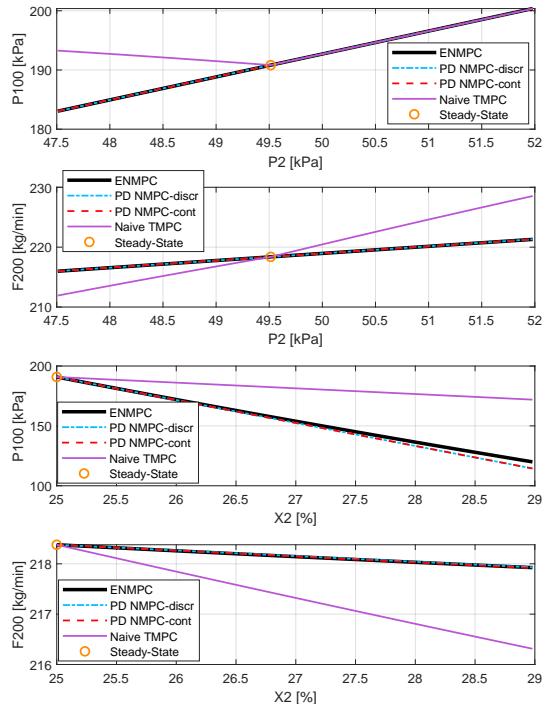 200
190
180
P100 [kPa]
ENMPC
PD NMPC-discr
PD NMPC-cont
Naive TMPC
Steady-State
47.5 48 48.5 49 49.5 50 50.5 51 51.5 52
P2 [kPa]
230
220
210
F200 [kg/min]
ENMPC
PD NMPC-discr
PD NMPC-cont
Naive TMPC
Steady-State
47.5 48 48.5 49 49.5 50 50.5 51 51.5 52
P2 [kPa]
200
150
100
P100 [kPa]
ENMPC
PD NMPC-discr
PD NMPC-cont
Naive TMPC
Steady-State
25 25.5 26 26.5 27 27.5 28 28.5 29
X2 [%]
218
217
216
F200 [kg/min]
ENMPC
PD NMPC-discr
PD NMPC-cont
Naive TMPC
Steady-State
25 25.5 26 26.5 27 27.5 28 28.5 29
X2 [%]